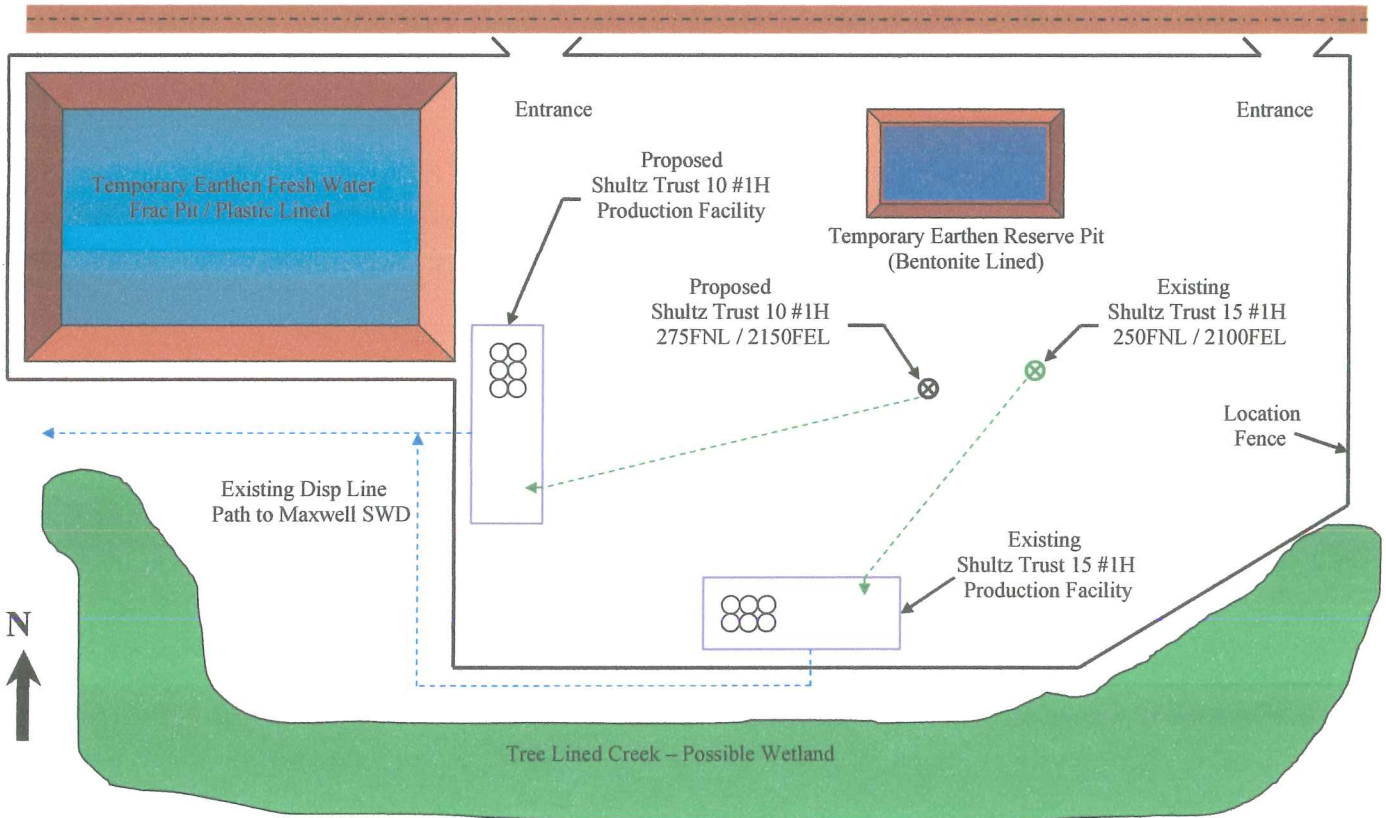 Entrance
Entrance
Temporary Earthen Fresh Water
Frac Pit / Plastic Lined
Proposed
Shultz Trust 10 #1H
Production Facility
Temporary Earthen Reserve Pit
(Bentonite Lined)
Proposed
Shultz Trust 10 #1H
275FNL / 2150FEL
Existing
Shultz Trust 15 #1H
250FNL / 2100FEL
Location
Fence
Existing Disp Line
Path to Maxwell SWD
Existing
Shultz Trust 15 #1H
Production Facility
N
Tree Lined Creek – Possible Wetland